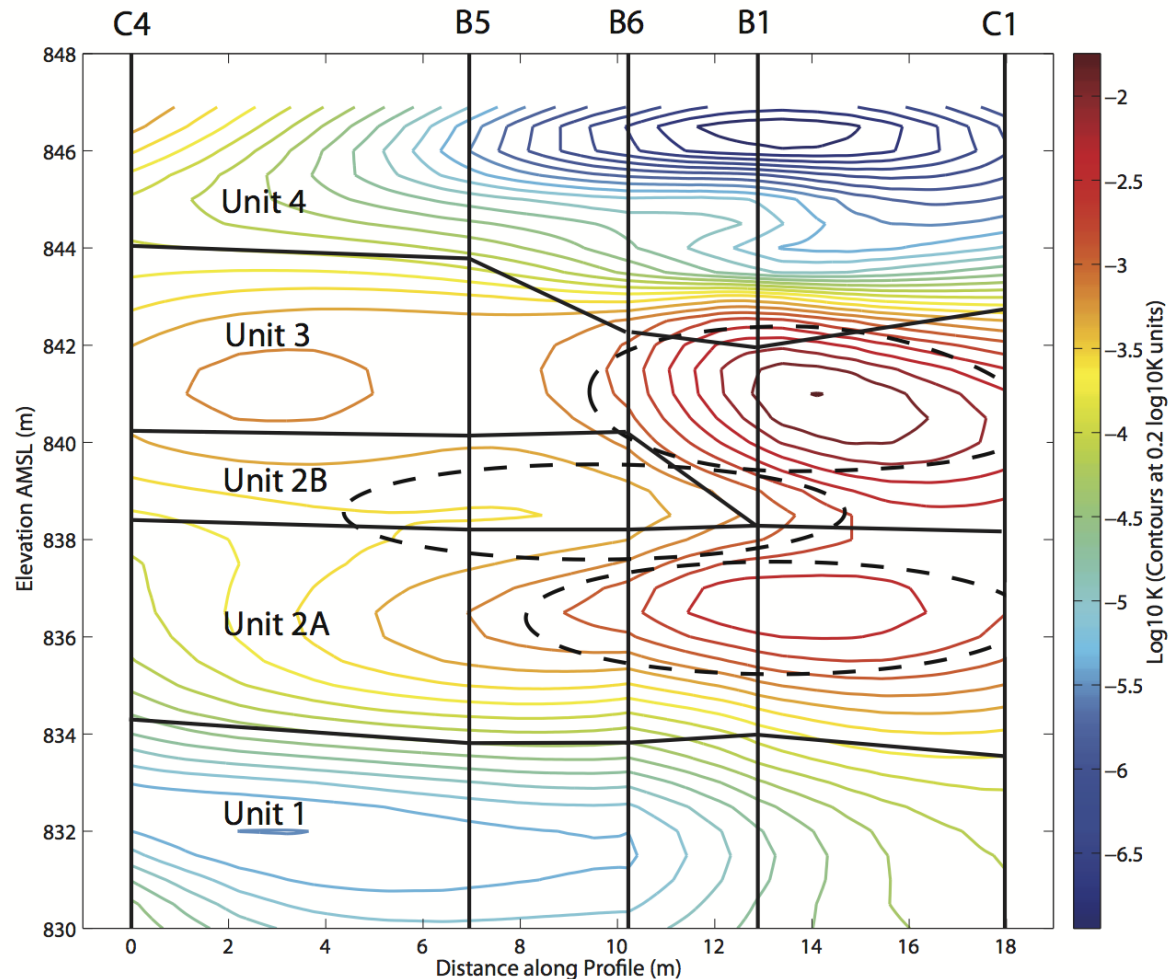 C4 B5 B6 B1 C1
848
846
844
842
840
838
836
834
832
830
Elevation AMSL (m)
Unit 4
Unit 3
Unit 2B
Unit 2A
Unit 1
0 2 4 6 8 10 12 14 16 18
Distance along Profile (m)
−2
−2.5
−3
−3.5
−4
−4.5
−5
−5.5
−6
−6.5
Log10 K (Contours at 0.2 log10K units)